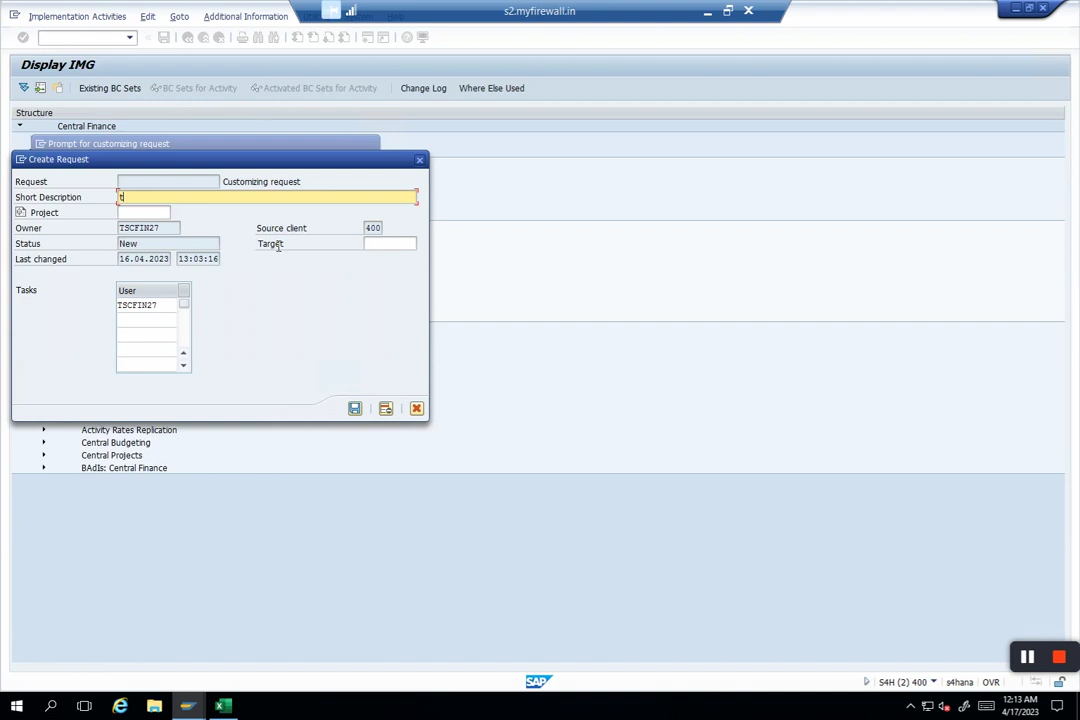 s2.myfirewall.in
Implementation Activities Edit Goto Additional Information
Display IMG
Existing BC Sets BC Sets for Activity Activated BC Sets for Activity Change Log Where Else Used
Structure
Central Finance
Prompt for customizing request
Create Request
Request Customizing request
Short Description t
Project
Owner TSCFIN27 Source client 400
Status New Target
Last changed 16.04.2023 13:03:16
Tasks User
TSCFIN27
Activity Rates Replication
Central Budgeting
Central Projects
BAdIs: Central Finance
SAP
S4H (2) 400 s4hana OVR
12:13 AM
4/17/2023